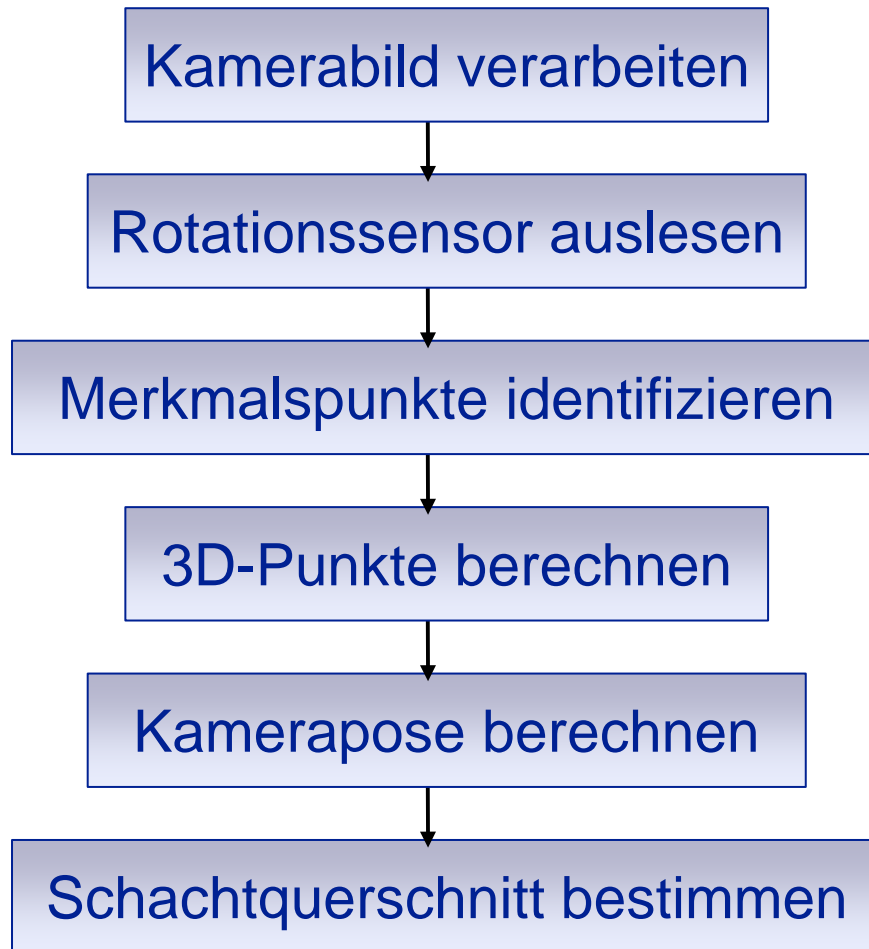 Kamerabild verarbeiten
Rotationssensor auslesen
Merkmalspunkte identifizieren
3D-Punkte berechnen
Kamerapose berechnen
Schachtquerschnitt bestimmen